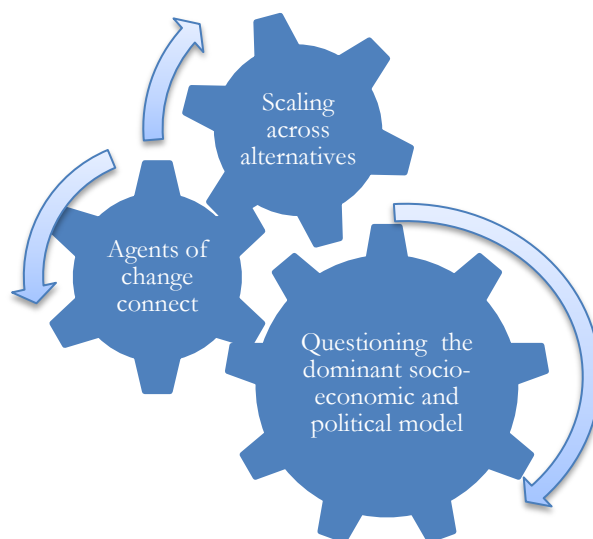 Scaling
across
alternatives
Agents of
change
connect
Questioning  the
dominant socio-
economic and
political model